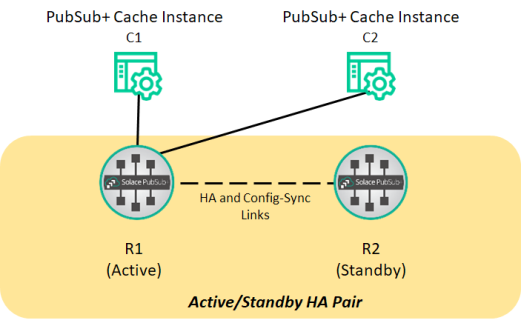 PubSub+ Cache Instance
C1
PubSub+ Cache Instance
C2
Solace PubSub+
HA and Config-Sync
Links
Solace PubSub+
R1
(Active)
R2
(Standby)
Active/Standby HA Pair